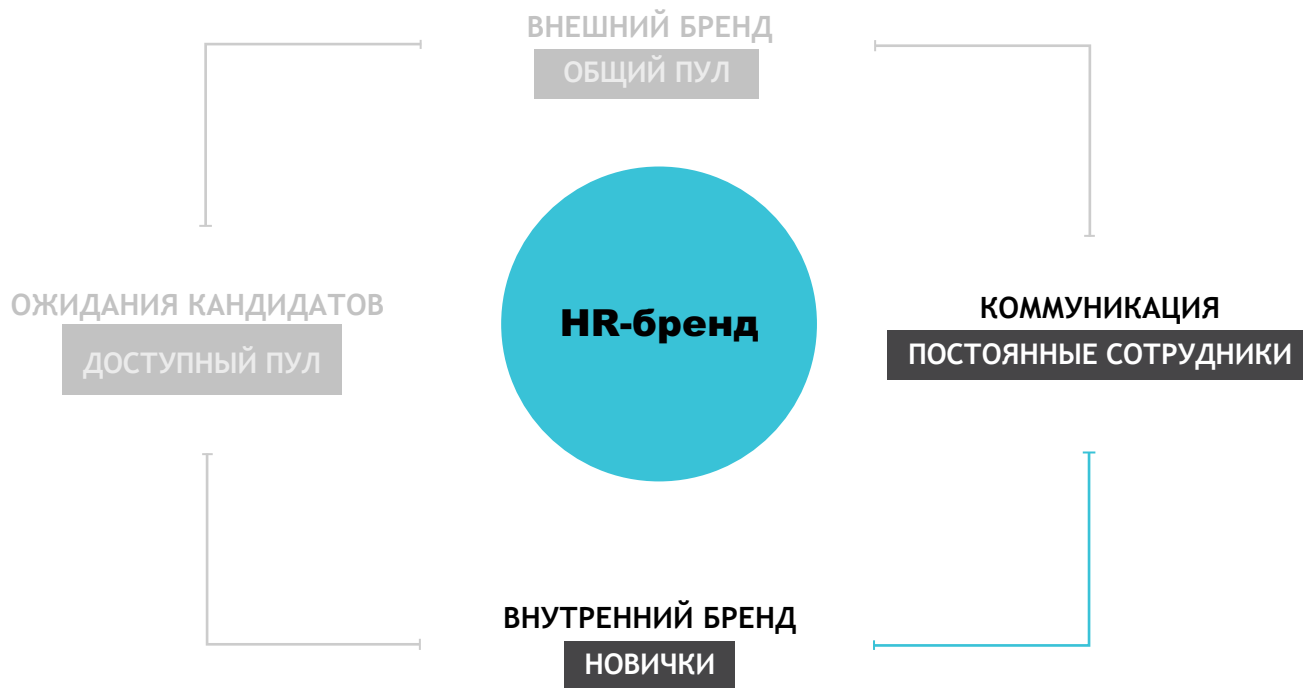 ВНЕШНИЙ БРЕНД
ОБЩИЙ ПУЛ
ОЖИДАНИЯ КАНДИДАТОВ
ДОСТУПНЫЙ ПУЛ
HR-бренд
КОММУНИКАЦИЯ
ПОСТОЯННЫЕ СОТРУДНИКИ
ВНУТРЕННИЙ БРЕНД
НОВИЧКИ